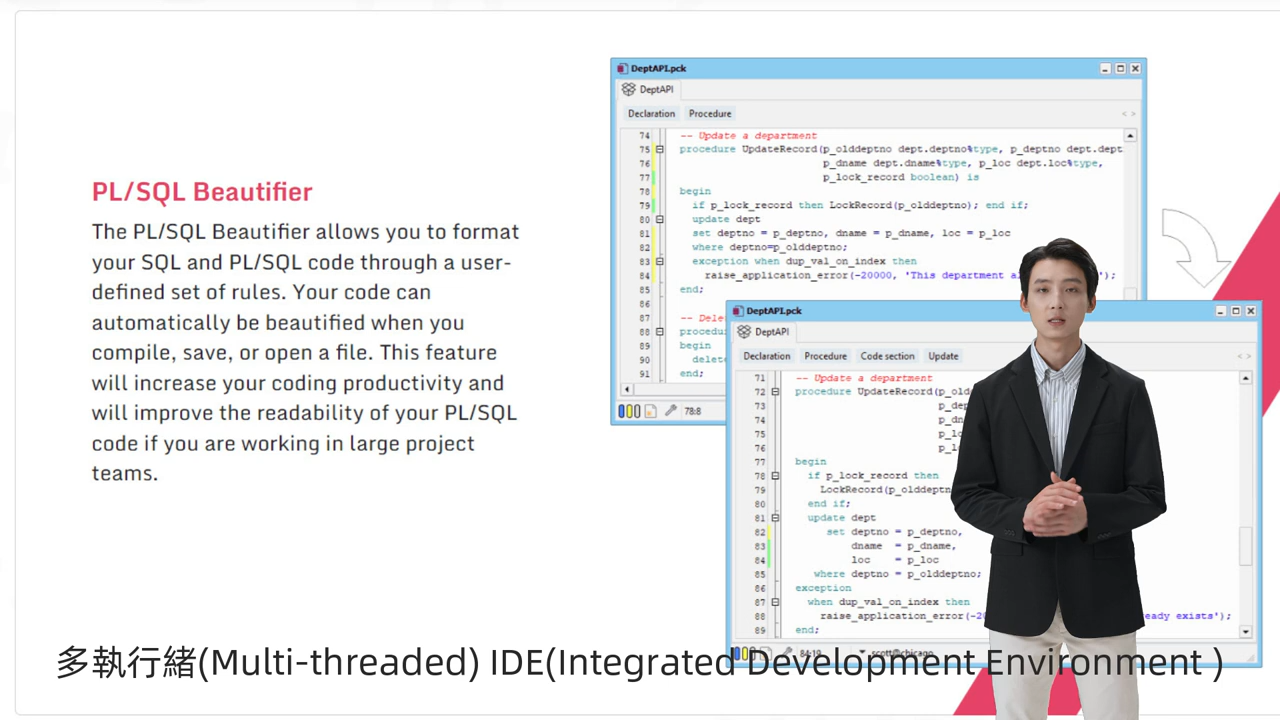 PL/SQL Beautifier
The PL/SQL Beautifier allows you to format
your SQL and PL/SQL code through a user-
defined set of rules. Your code can
automatically be beautified when you
compile, save, or open a file. This feature
will increase your coding productivity and
will improve the readability of your PL/SQL
code if you are working in large project
teams.
DeptAPI.pck
DeptAPI
Declaration Procedure
74 -- Update a department
75 procedure UpdateRecord(p_olddeptno dept.deptno%type, p_deptno dept.dept
76 p_dname dept.dname%type, p_loc dept.loc%type,
77 p_lock_record boolean) is
78 begin
79 if p_lock_record then LockRecord(p_olddeptno); end if;
80 update dept
81 set deptno = p_deptno, dname = p_dname, loc = p_loc
82 where deptno=p_olddeptno;
83 exception when dup_val_on_index then
84 raise_application_error(-20000, 'This department a ');
85 end;
86
87 -- Dele
88 procedu
89 begin
90 delet
91 end;
78:8
DeptAPI.pck
DeptAPI
Declaration Procedure Code section Update
71 -- Update a department
72 procedure UpdateRecord(p_old
73 p_dep
74 p_dn
75 p_lo
76 p_lo
77 begin
78 if p_lock_record then
79 LockRecord(p_olddeptn
80 end if;
81 update dept
82 set deptno = p_deptno,
83 dname = p_dname,
84 loc = p_loc
85 where deptno = p_olddeptno;
86 exception
87 when dup_val_on_index then
88 raise_application_error(-20 eady exists');
89 end;
84:19 scott@chicago
多執行緒(Multi-threaded) IDE(Integrated Development Environment )